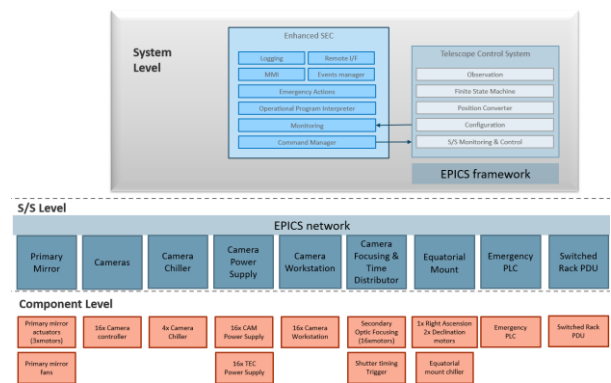 System
Level
Enhanced SEC
Logging
Remote I/F
MMI
Events manager
Emergency Actions
Operational Program Interpreter
Monitoring
Command Manager
Telescope Control System
Observation
Finite State Machine
Position Converter
Configuration
S/S Monitoring & Control
EPICS framework
S/S Level
EPICS network
Primary
Mirror
Cameras
Camera
Chiller
Camera
Power
Supply
Camera
Workstation
Camera
Focusing &
Time
Distributor
Equatorial
Mount
Emergency
PLC
Switched
Rack PDU
Component Level
Primary mirror
actuators
(3xmotors)
16x Camera
controller
4x Camera
Chiller
16x CAM
Power Supply
16x Camera
Workstation
Secondary
Optic Focusing
(16xmotors)
1x Right Ascension
2x Declination
motors
Emergency
PLC
Switched Rack
PDU
Primary mirror
fans
16x TEC
Power Supply
Shutter timing
Trigger
Equatorial
mount chiller